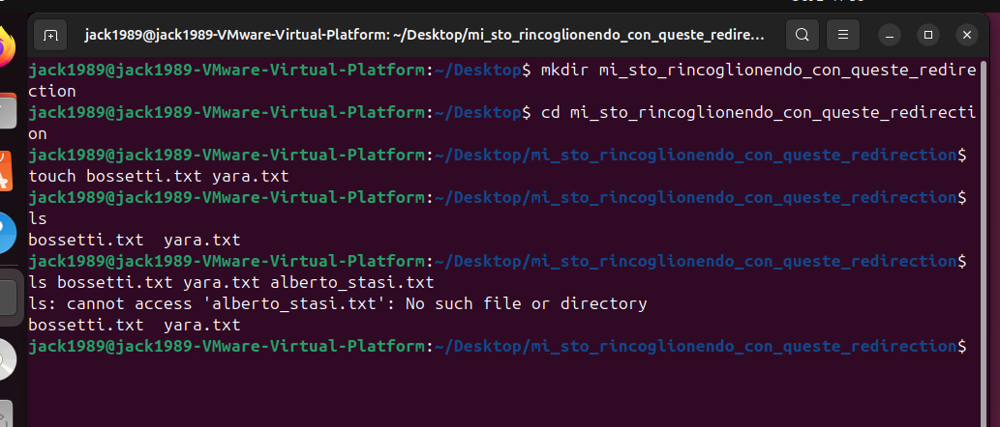 jack1989@jack1989-VMware-Virtual-Platform: ~/Desktop/mi_sto_rincoglionendo_con_queste_redire...
jack1989@jack1989-VMware-Virtual-Platform:~/Desktop$ mkdir mi_sto_rincoglionendo_con_queste_redire
ction
jack1989@jack1989-VMware-Virtual-Platform:~/Desktop$ cd mi_sto_rincoglionendo_con_queste_redirecti
on
jack1989@jack1989-VMware-Virtual-Platform:~/Desktop/mi_sto_rincoglionendo_con_queste_redirection$
touch bossetti.txt yara.txt
jack1989@jack1989-VMware-Virtual-Platform:~/Desktop/mi_sto_rincoglionendo_con_queste_redirection$
ls
bossetti.txt  yara.txt
jack1989@jack1989-VMware-Virtual-Platform:~/Desktop/mi_sto_rincoglionendo_con_queste_redirection$
ls bossetti.txt yara.txt alberto_stasi.txt
ls: cannot access 'alberto_stasi.txt': No such file or directory
bossetti.txt  yara.txt
jack1989@jack1989-VMware-Virtual-Platform:~/Desktop/mi_sto_rincoglionendo_con_queste_redirection$